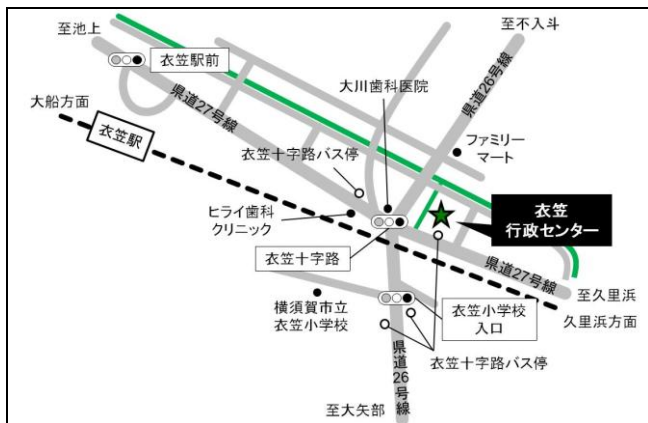 至池上
至不入斗
衣笠駅前
大川歯科医院
県道26号線
大船方面
県道27号線
衣笠駅
ファミリー
マート
衣笠十字路バス停
ヒライ歯科
クリニック
衣笠
行政センター
衣笠十字路
県道27号線
至久里浜
横須賀市立
衣笠小学校
衣笠小学校
入口
久里浜方面
衣笠十字路バス停
県道26号線
至大矢部